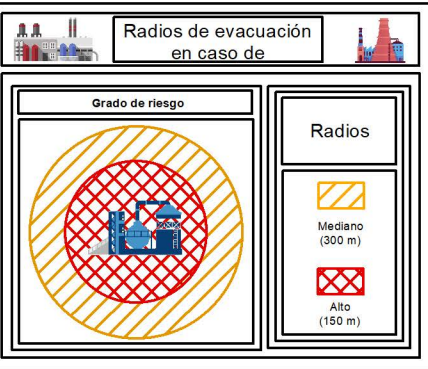 Radios de evacuación
en caso de
Grado de riesgo
Radios
Mediano
(300 m)
Alto
(150 m)